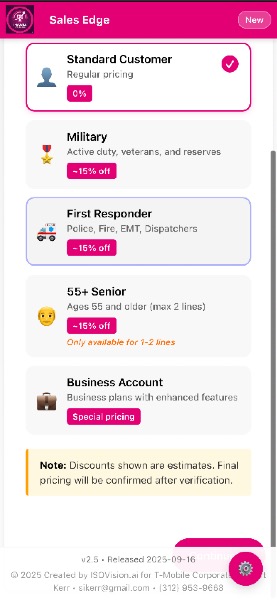 Sales Edge
New
Standard Customer
Regular pricing
0%
Military
Active duty, veterans, and reserves
~15% off
First Responder
Police, Fire, EMT, Dispatchers
~15% off
55+ Senior
Ages 55 and older (max 2 lines)
~15% off
Only available for 1-2 lines
Business Account
Business plans with enhanced features
Special pricing
Note: Discounts shown are estimates. Final
pricing will be confirmed after verification.
v2.5 • Released 2025-09-16
© 2025 Created by ISOVision.ai for T-Mobile Corporate
Kerr • sikerr@gmail.com • (312) 953-9668